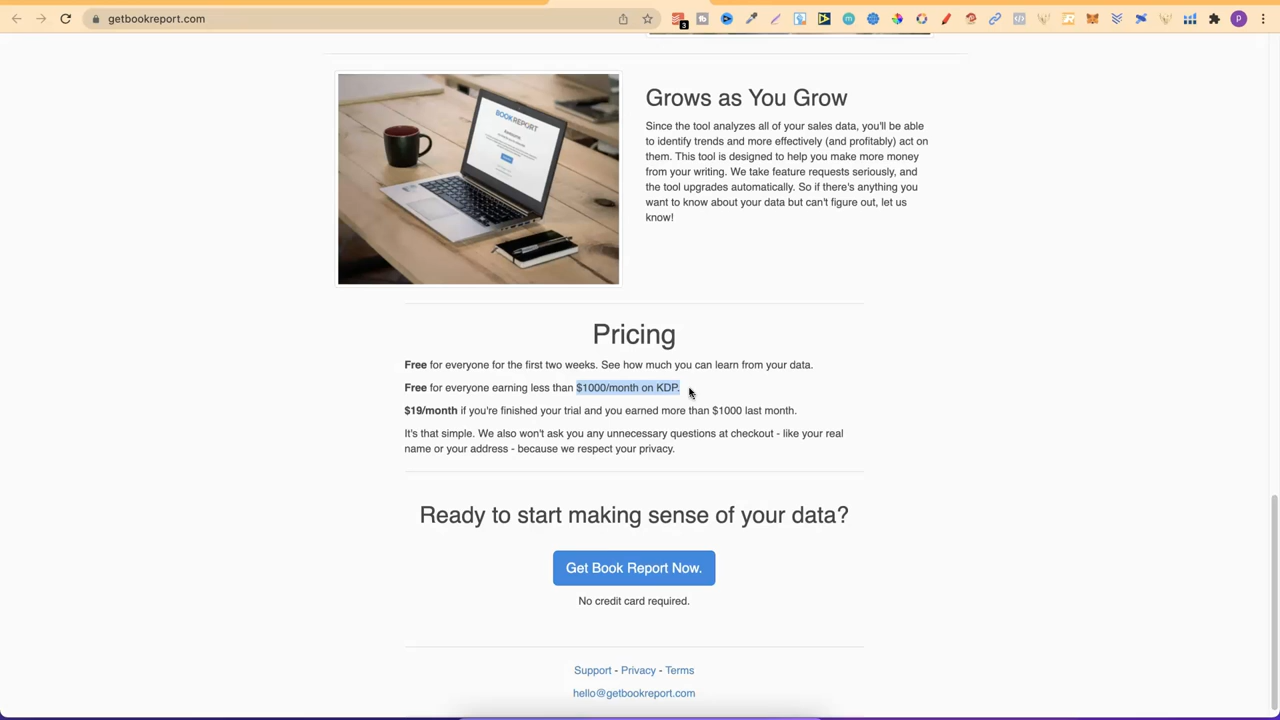 getbookreport.com
3
P
BOOKREPORT
Grows as You Grow
Since the tool analyzes all of your sales data, you'll be able
to identify trends and more effectively (and profitably) act on
them. This tool is designed to help you make more money
from your writing. We take feature requests seriously, and
the tool upgrades automatically. So if there's anything you
want to know about your data but can't figure out, let us
know!
Pricing
Free for everyone for the first two weeks. See how much you can learn from your data.
Free for everyone earning less than $1000/month on KDP.
$19/month if you're finished your trial and you earned more than $1000 last month.
It's that simple. We also won't ask you any unnecessary questions at checkout - like your real
name or your address - because we respect your privacy.
Ready to start making sense of your data?
Get Book Report Now.
No credit card required.
Support - Privacy - Terms
hello@getbookreport.com